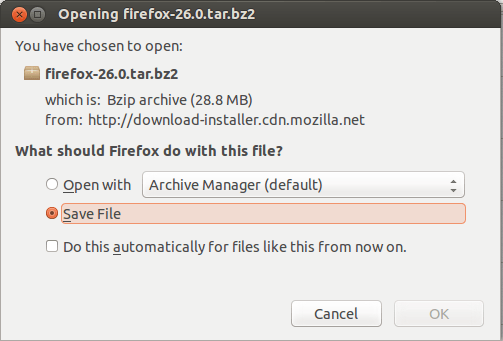 Opening firefox-26.0.tar.bz2
You have chosen to open:
firefox-26.0.tar.bz2
which is: Bzip archive (28.8 MB)
from: http://download-installer.cdn.mozilla.net
What should Firefox do with this file?
Open with Archive Manager (default)
Save File
Do this automatically for files like this from now on.
Cancel OK